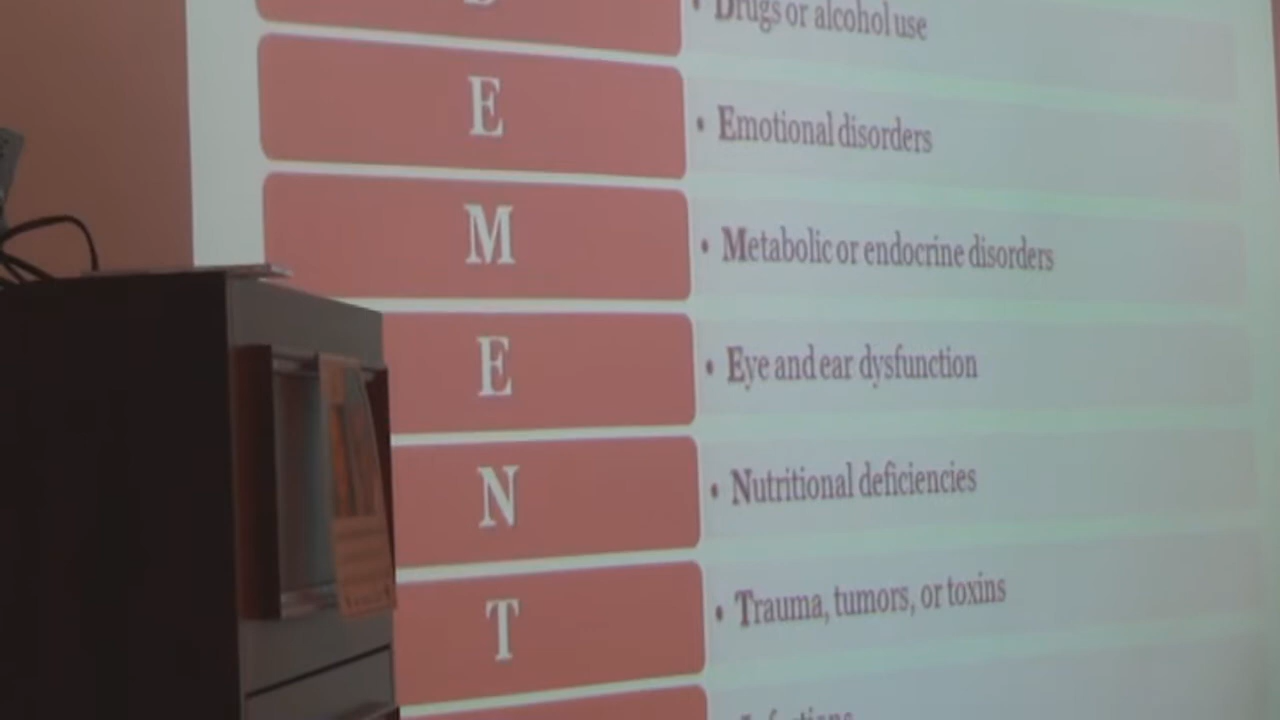 • Drugs or alcohol use
E
• Emotional disorders
M
• Metabolic or endocrine disorders
E
• Eye and ear dysfunction
N
• Nutritional deficiencies
T
• Trauma, tumors, or toxins